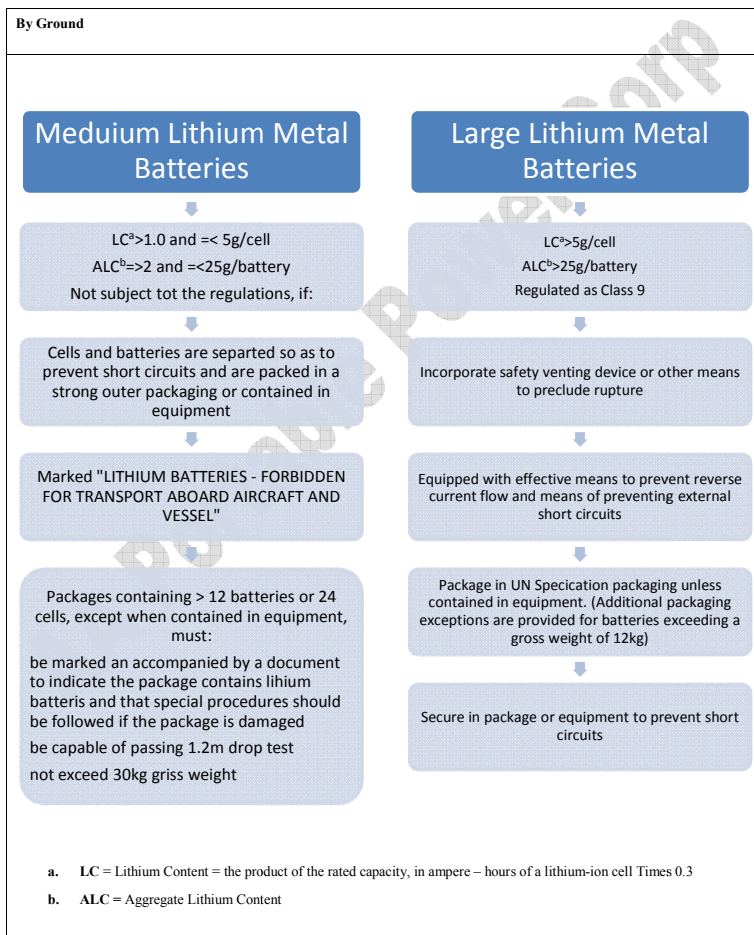 By Ground
Meduium Lithium Metal
Batteries
LCᵃ>1.0 and =< 5g/cell
ALCᵇ=>2 and =<25g/battery
Not subject tot the regulations, if:
Cells and batteries are separted so as to
prevent short circuits and are packed in a
strong outer packaging or contained in
equipment
Marked "LITHIUM BATTERIES - FORBIDDEN
FOR TRANSPORT ABOARD AIRCRAFT AND
VESSEL"
Packages containing > 12 batteries or 24
cells, except when contained in equipment,
must:
be marked an accompanied by a document
to indicate the package contains lihium
batteris and that special procedures should
be followed if the package is damaged
be capable of passing 1.2m drop test
not exceed 30kg griss weight
Large Lithium Metal
Batteries
LCᵃ>5g/cell
ALCᵇ>25g/battery
Regulated as Class 9
Incorporate safety venting device or other means
to preclude rupture
Equipped with effective means to prevent reverse
current flow and means of preventing external
short circuits
Package in UN Specication packaging unless
contained in equipment. (Additional packaging
exceptions are provided for batteries exceeding a
gross weight of 12kg)
Secure in package or equipment to prevent short
circuits
a. LC = Lithium Content = the product of the rated capacity, in ampere – hours of a lithium-ion cell Times 0.3
b. ALC = Aggregate Lithium Content